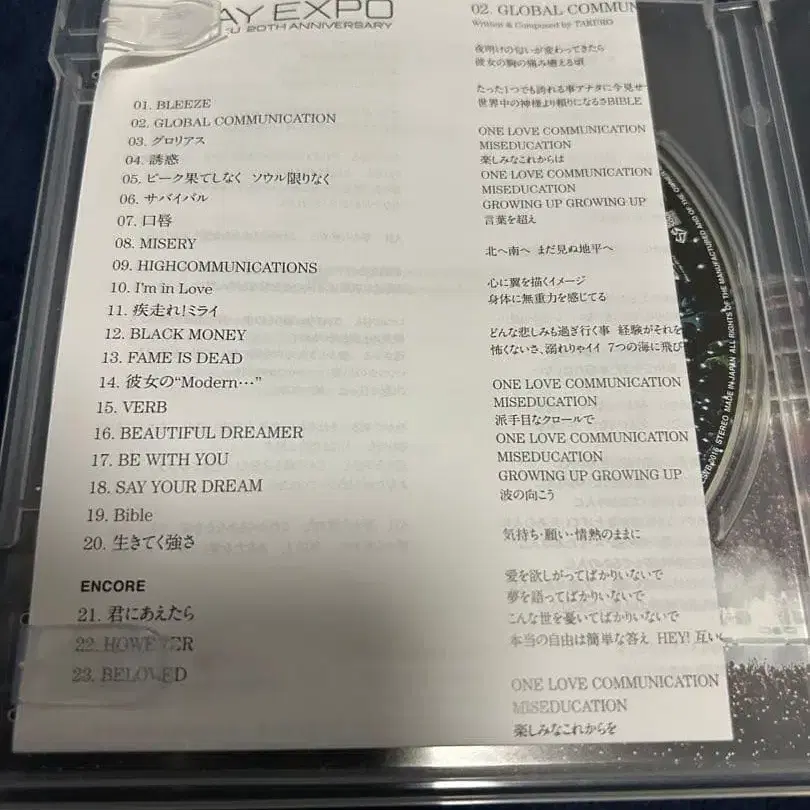 AY EXPO
20TH ANNIVERSARY
01. BLEEZE
02. GLOBAL COMMUNICATION
03. グロリアス
04. 誘惑
05. ピーク果てしなく ソウル限りなく
06. サバイバル
07. 口唇
08. MISERY
09. HIGHCOMMUNICATIONS
10. I'm in Love
11. 疾走れ!ミライ
12. BLACK MONEY
13. FAME IS DEAD
14. 彼女の“Modern…”
15. VERB
16. BEAUTIFUL DREAMER
17. BE WITH YOU
18. SAY YOUR DREAM
19. Bible
20. 生きてく強さ
ENCORE
21. 君にあえたら
22. HOWEVER
23. BELOVED
02. GLOBAL COMMUN
Written & Composed by TAKURO
夜明けの匂いが変わってきたら
彼女の胸の痛み癒える頃
たった1つでも誇れる事アナタに今見せ
世界中の神様より頼りになるさBIBLE
ONE LOVE COMMUNICATION
MISEDUCATION
楽しみなこれからは
ONE LOVE COMMUNICATION
MISEDUCATION
GROWING UP GROWING UP
言葉を超え
北へ南へ まだ見ぬ地平へ
心に翼を描くイメージ
身体に無重力を感じてる
どんな悲しみも過ぎ行く事 経験がそれを
怖くないさ、溺れりゃイイ 7つの海に飛び
ONE LOVE COMMUNICATION
MISEDUCATION
派手目なクロールで
ONE LOVE COMMUNICATION
MISEDUCATION
GROWING UP GROWING UP
波の向こう
気持ち・願い・情熱のままに
愛を欲しがってばかりいないで
夢を語ってばかりいないで
こんな世を憂いてばかりいないで
本当の自由は簡単な答え HEY! 互い
ONE LOVE COMMUNICATION
MISEDUCATION
楽しみなこれからを
STEREO MADE IN JAPAN ALL RIGHTS OF THE MANUFACTURER AND OF THE OWNER